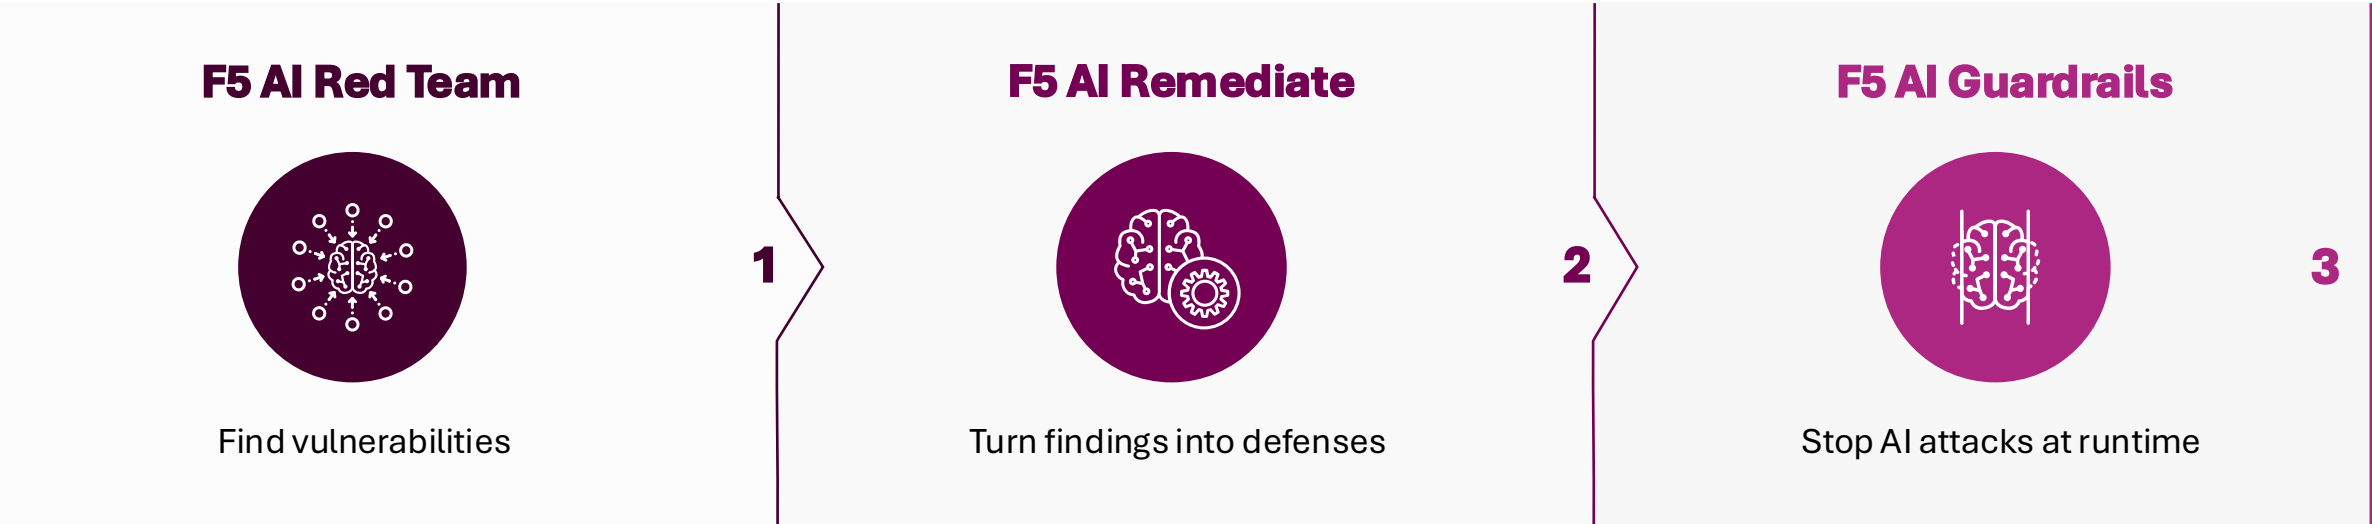 F5 AI Red Team
Find vulnerabilities
1
F5 AI Remediate
Turn findings into defenses
2
F5 AI Guardrails
Stop AI attacks at runtime
3